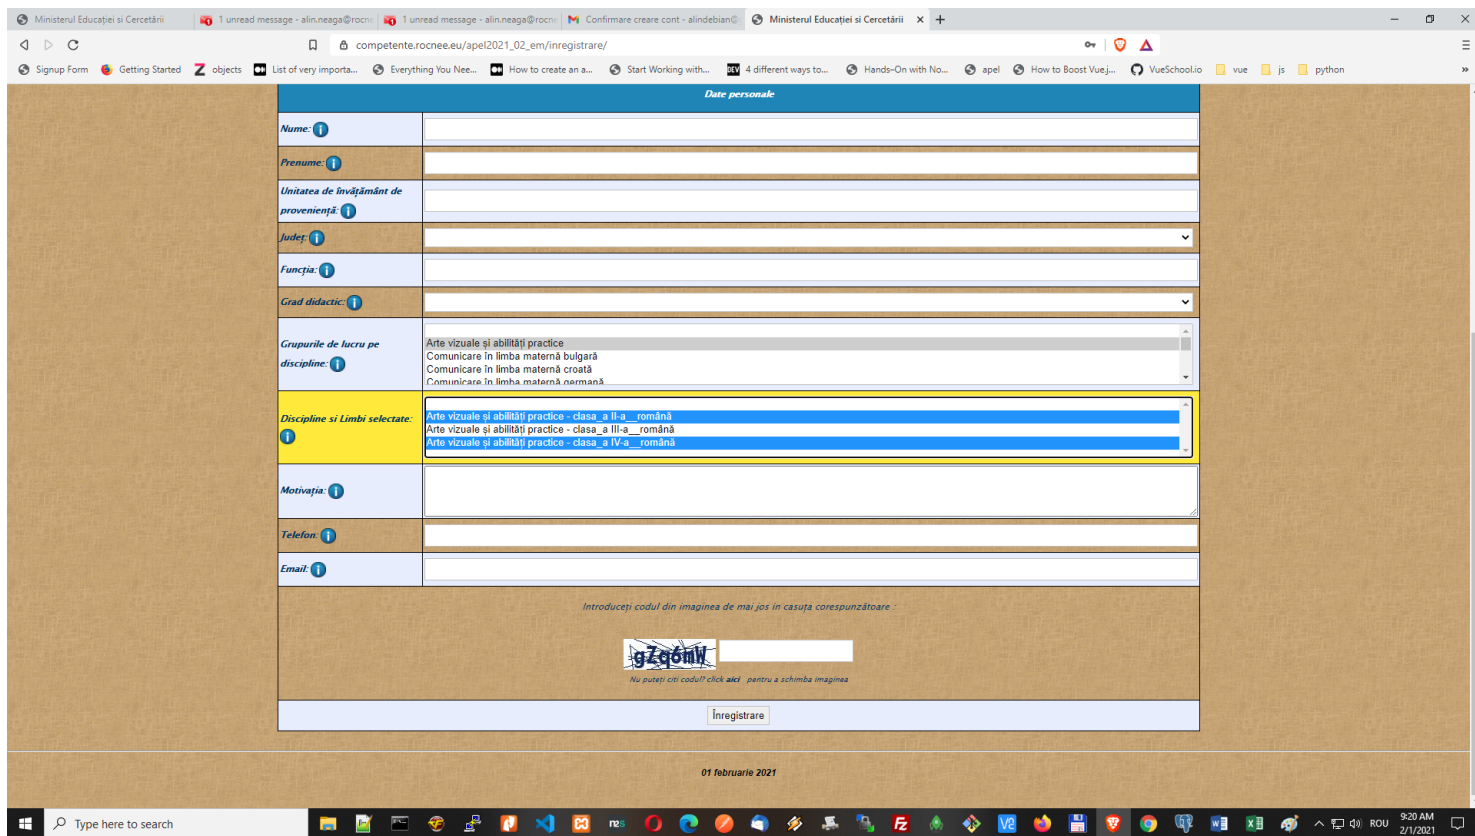 Ministerul Educației si Cercetării
1 unread message - alin.neaga@rocne
1 unread message - alin.neaga@rocne
Confirmare creare cont - alindebian@
Ministerul Educației si Cercetării
competente.rocnee.eu/apel2021_02_em/inregistrare/
Signup Form
Getting Started
objects
List of very importa...
Everything You Nee...
How to create an a...
Start Working with...
4 different ways to...
Hands-On with No...
apel
How to Boost Vue.j...
VueSchool.io
vue
js
python
Date personale
Nume:
Prenume:
Unitatea de învățământ de
proveniență:
Județ:
Funcția:
Grad didactic:
Grupurile de lucru pe
discipline:
Arte vizuale și abilități practice
Comunicare în limba maternă bulgară
Comunicare în limba maternă croată
Comunicare în limba maternă germană
Discipline si Limbi selectate:
Arte vizuale și abilități practice - clasa_a II-a__română
Arte vizuale și abilități practice - clasa_a III-a__română
Arte vizuale și abilități practice - clasa_a IV-a__română
Motivația:
Telefon:
Email:
Introduceți codul din imaginea de mai jos in casuța corespunzătoare :
gZq6mW
Nu puteți citi codul? click aici pentru a schimba imaginea
Înregistrare
01 februarie 2021
Type here to search
ROU
9:20 AM
2/1/2021